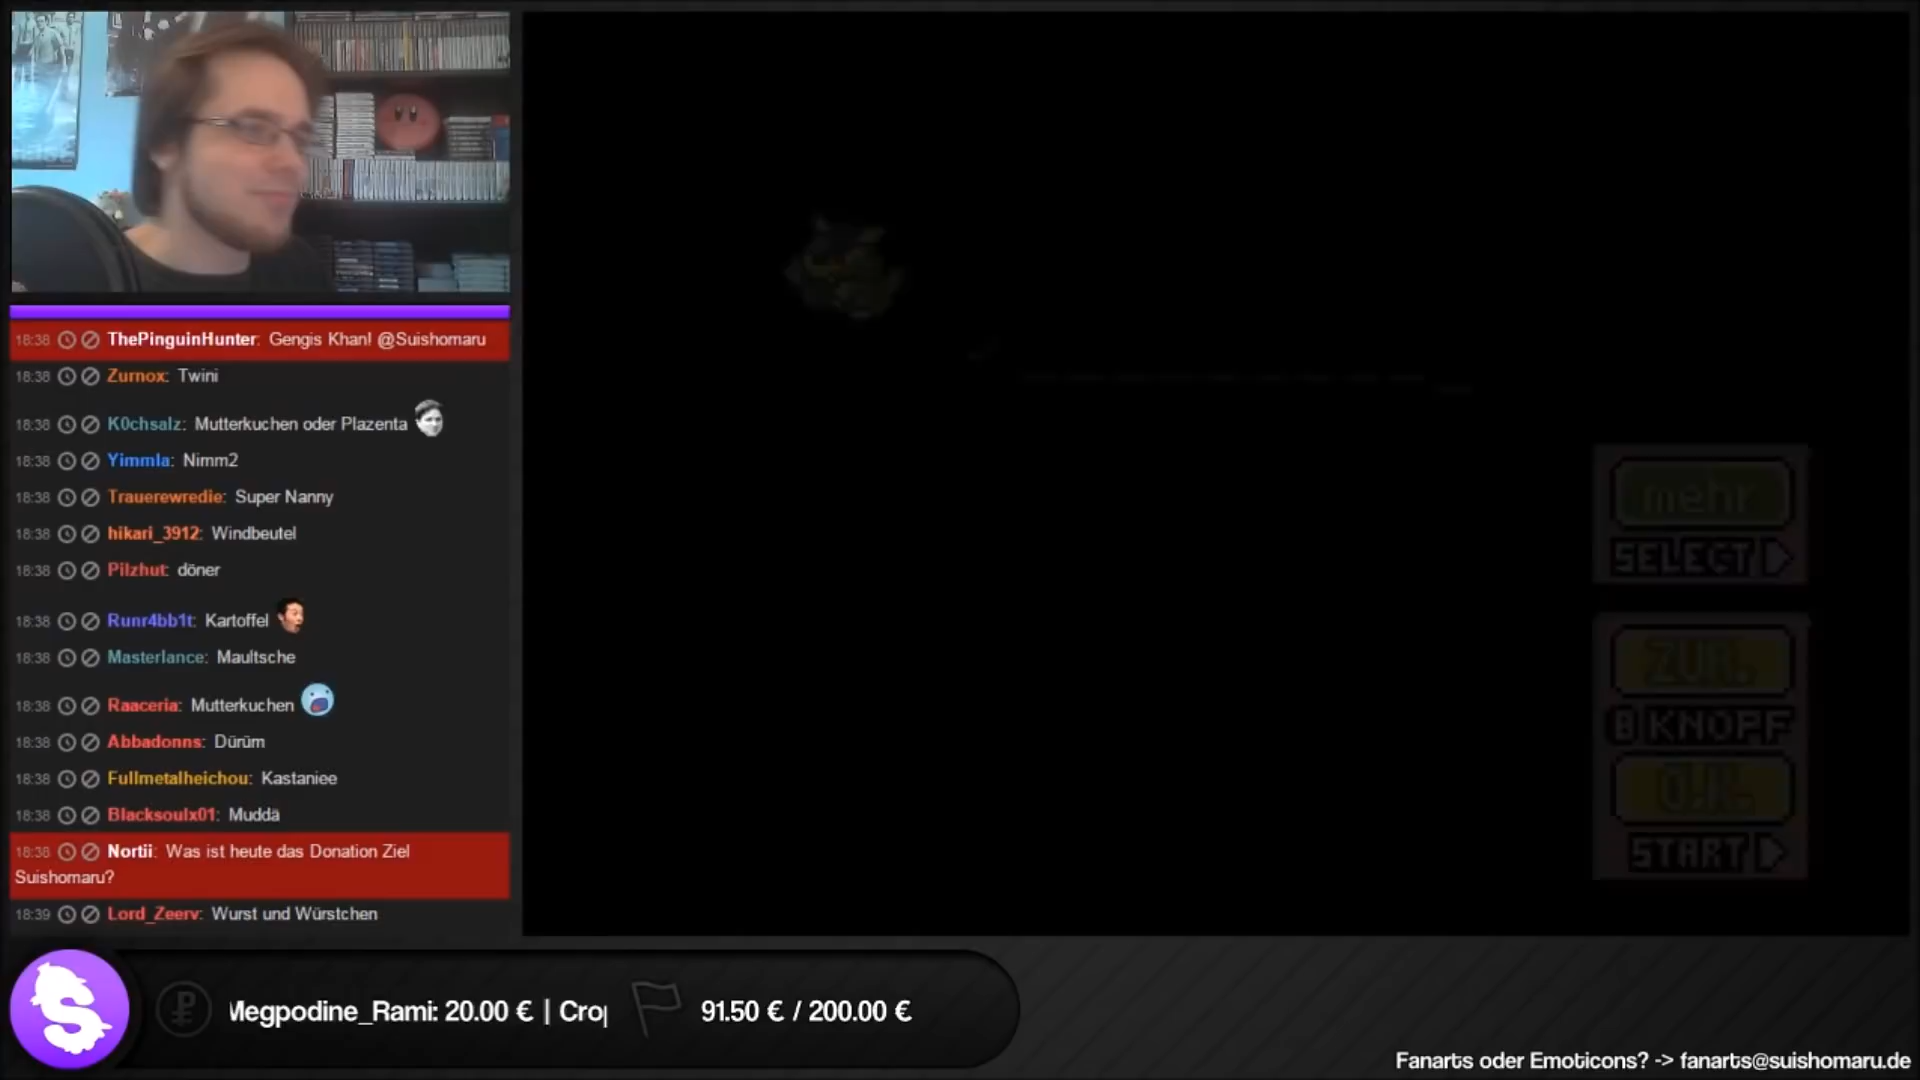 18:38 ThePinguinHunter: Gengis Khan! @Suishomaru
18:38 Zurnox: Twini
18:38 K0chsalz: Mutterkuchen oder Plazenta
18:38 Yimmla: Nimm2
18:38 Trauerewredie: Super Nanny
18:38 hikari_3912: Windbeutel
18:38 Pilzhut: döner
18:38 Runr4bb1t: Kartoffel
18:38 Masterlance: Maultsche
18:38 Raaceria: Mutterkuchen
18:38 Abbadonns: Dürüm
18:38 Fullmetalheichou: Kastaniee
18:38 Blacksoulx01: Muddä
18:38 Nortii: Was ist heute das Donation Ziel
Suishomaru?
18:39 Lord_Zeerv: Wurst und Würstchen
mehr
SELECT
ZUR.
B KNOPF
O.K.
START
Megpodine_Rami: 20.00 € | Cro
91.50 € / 200.00 €
Fanarts oder Emoticons? -> fanarts@suishomaru.de